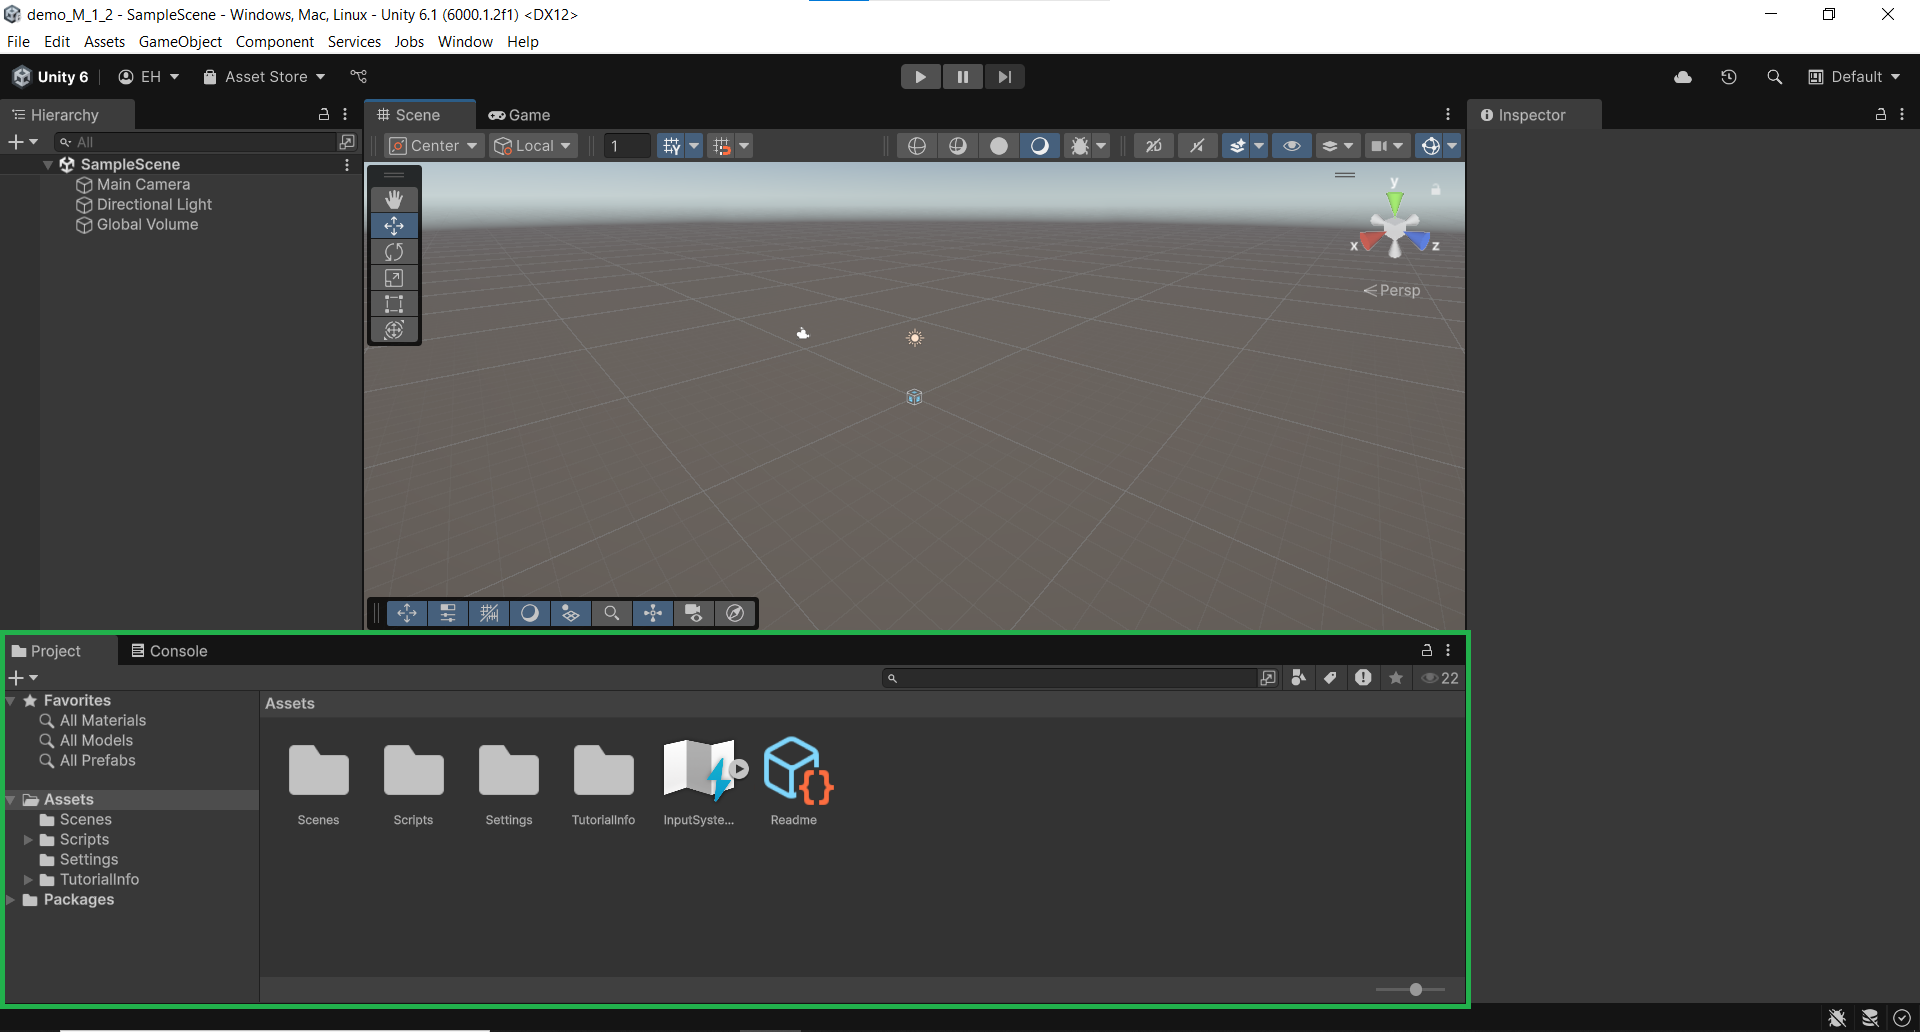 demo_M_1_2 - SampleScene - Windows, Mac, Linux - Unity 6.1 (6000.1.2f1) <DX12>
File Edit Assets GameObject Component Services Jobs Window Help
Unity 6 EH Asset Store Default
Hierarchy
All
SampleScene
Main Camera
Directional Light
Global Volume
Scene Game
Center Local 1 2D
y
x z
Persp
Inspector
Project Console
22
Favorites
All Materials
All Models
All Prefabs
Assets
Scenes
Scripts
Settings
TutorialInfo
Packages
Assets
Scenes Scripts Settings TutorialInfo InputSyste... Readme